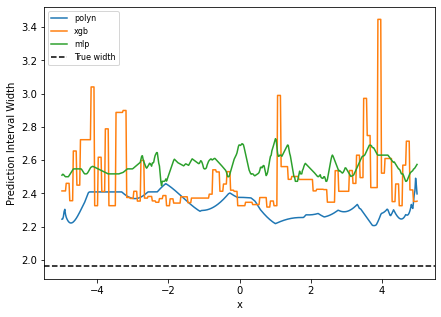 polyn
xgb
mlp
True width
Prediction Interval Width
3.4
3.2
3.0
2.8
2.6
2.4
2.2
2.0
−4
−2
0
2
4
x